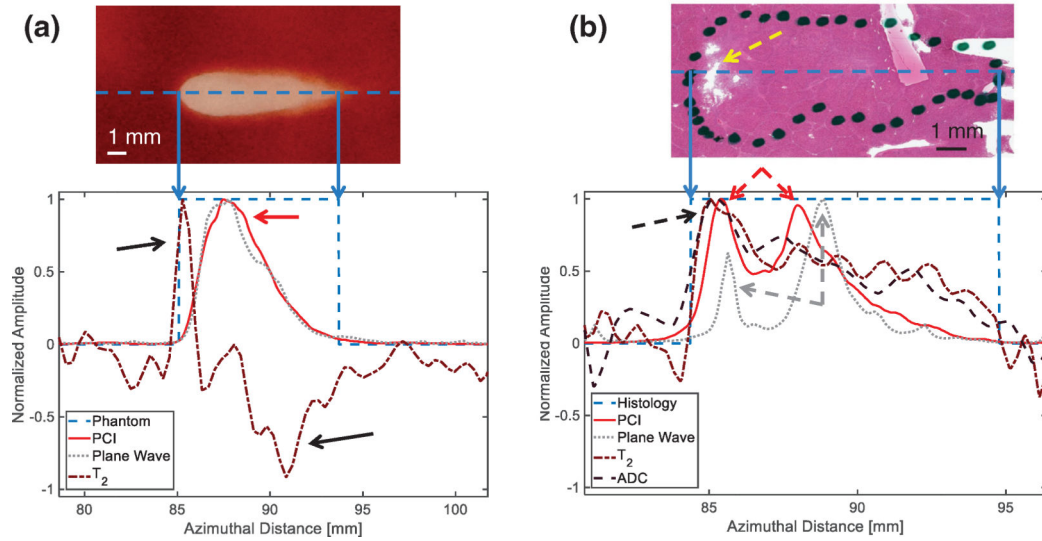 (a)
1 mm
Normalized Amplitude
1
0.5
0
-0.5
-1
Phantom
PCI
Plane Wave
T2
80
85
90
95
100
Azimuthal Distance [mm]
(b)
1 mm
Normalized Amplitude
1
0.5
0
-0.5
-1
Histology
PCI
Plane Wave
T2
ADC
85
90
95
Azimuthal Distance [mm]